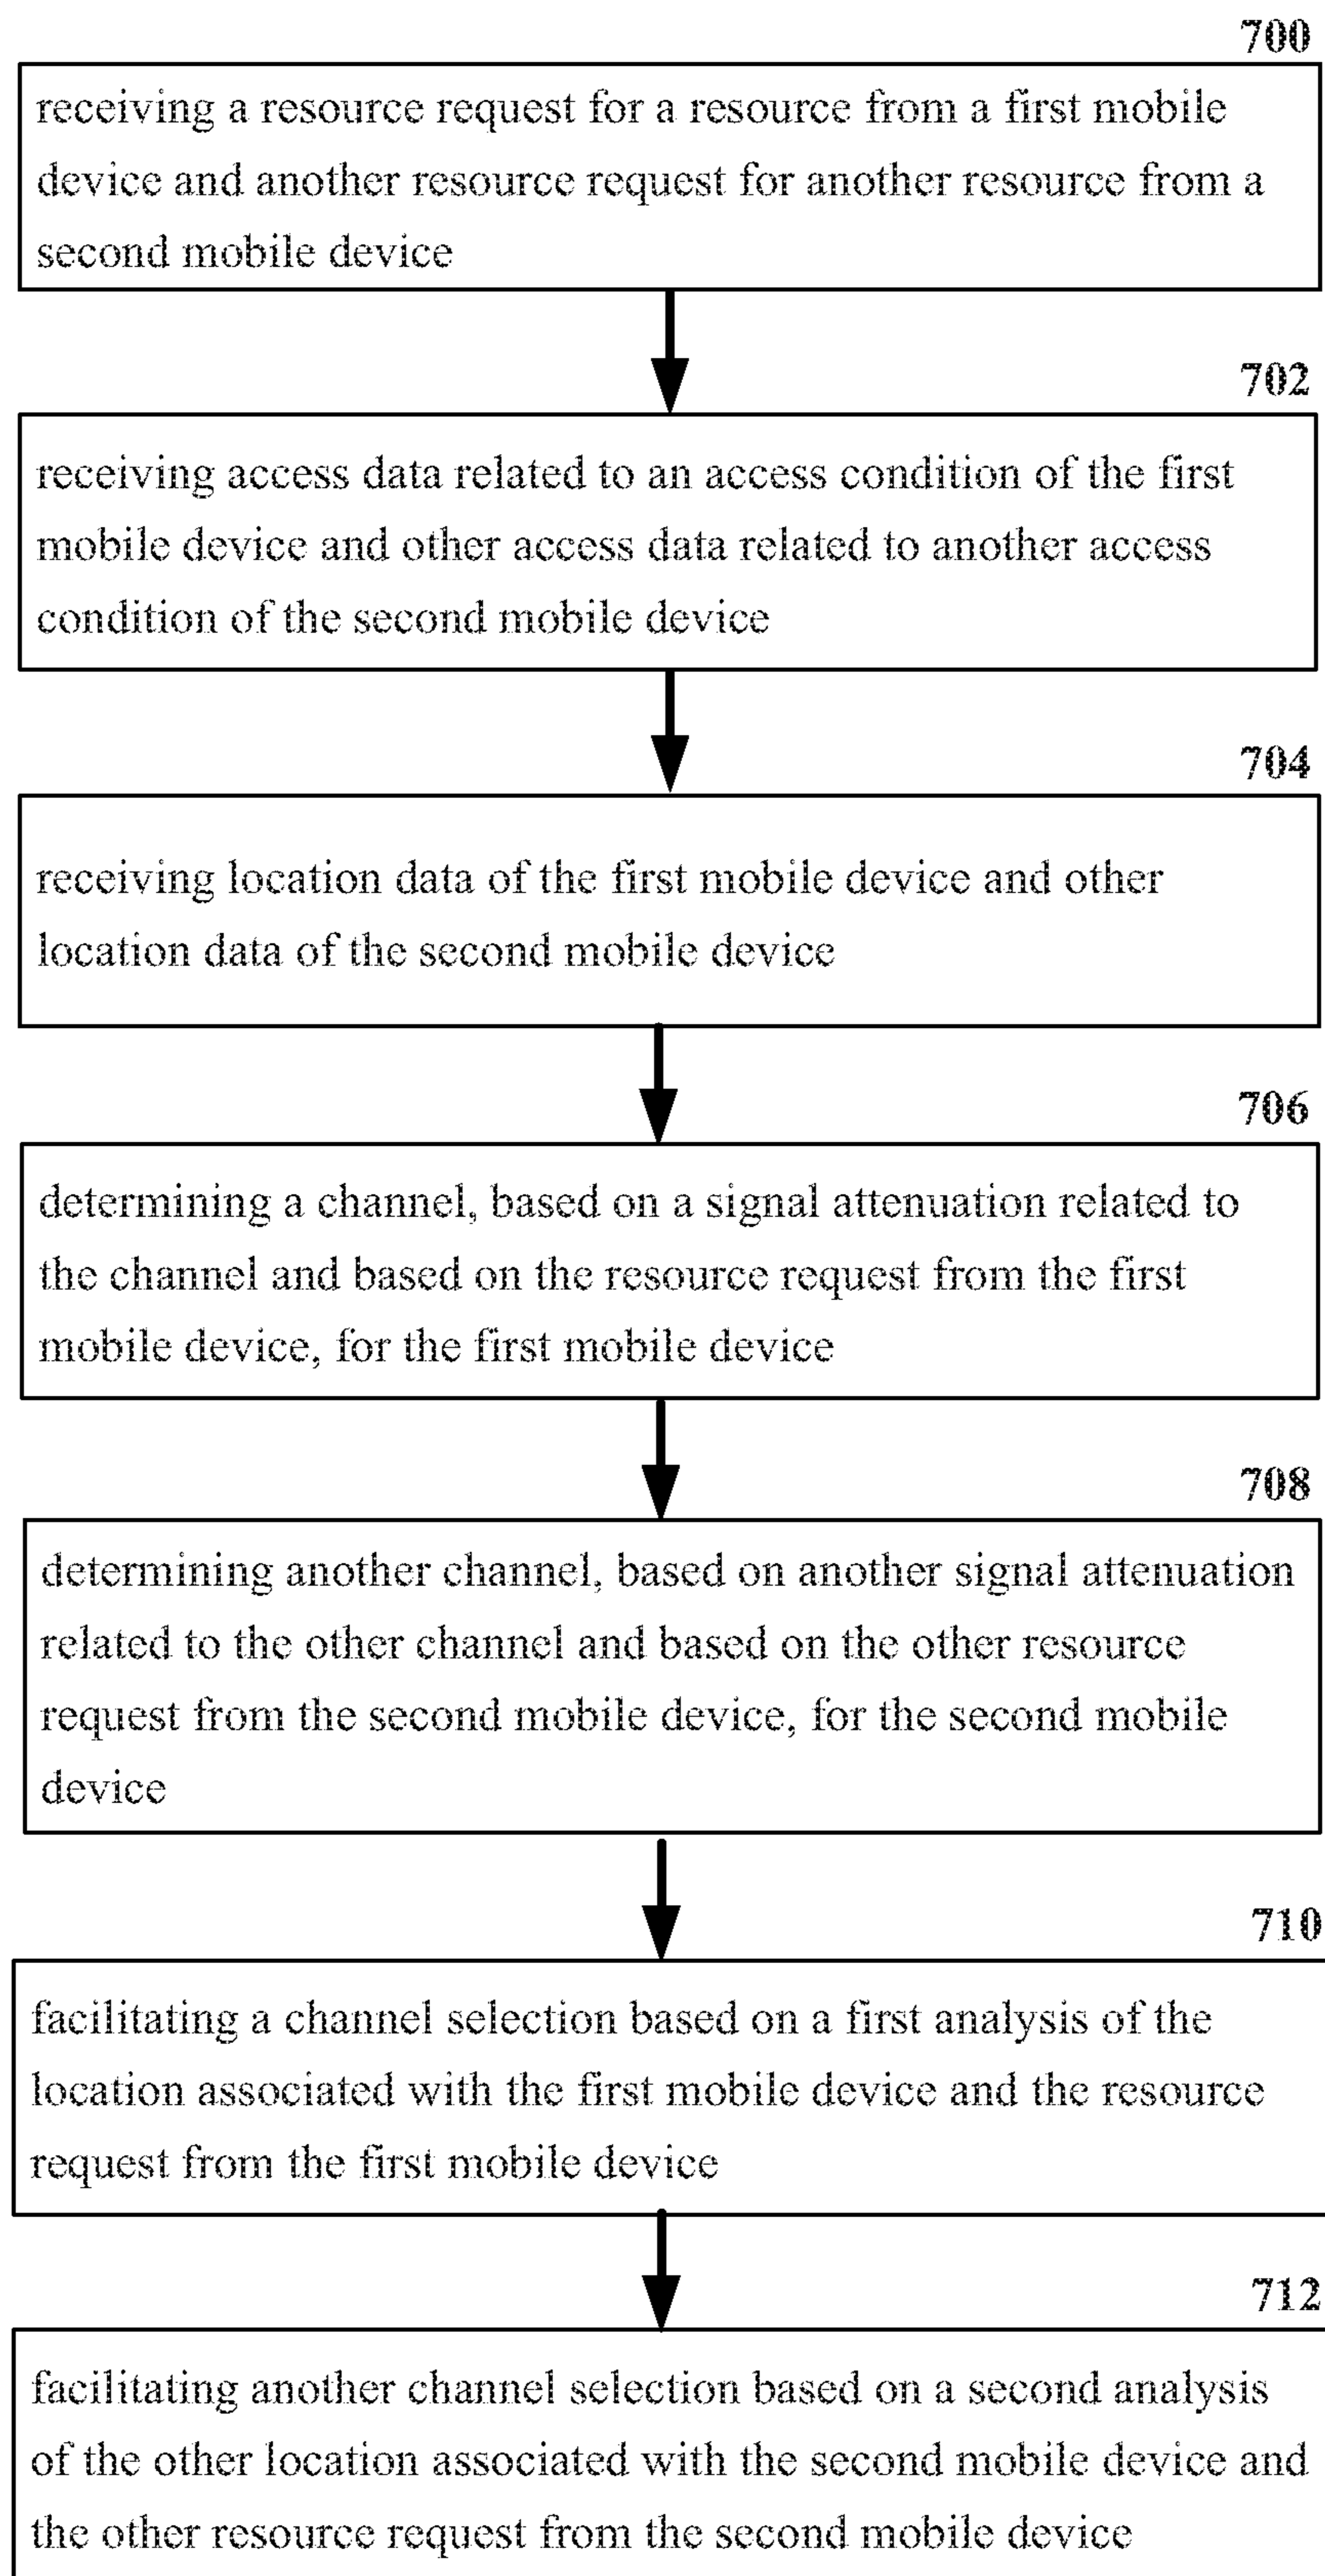 700
receiving a resource request for a resource from a first mobile
device and another resource request for another resource from a
second mobile device
702
receiving access data related to an access condition of the first
mobile device and other access data related to another access
condition of the second mobile device
704
receiving location data of the first mobile device and other
location data of the second mobile device
706
determining a channel, based on a signal attenuation related to
the channel and based on the resource request from the first
mobile device, for the first mobile device
708
determining another channel, based on another signal attenuation
related to the other channel and based on the other resource
request from the second mobile device, for the second mobile
device
710
facilitating a channel selection based on a first analysis of the
location associated with the first mobile device and the resource
request from the first mobile device
712
facilitating another channel selection based on a second analysis
of the other location associated with the second mobile device and
the other resource request from the second mobile device